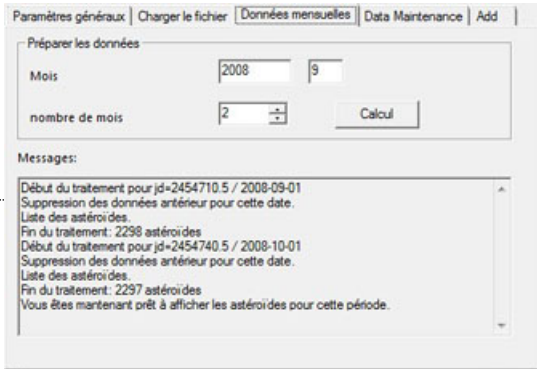 Paramètres généraux Charger le fichier Données mensuelles Data Maintenance Add
Préparer les données
Mois 2008 9
nombre de mois 2 Calcul
Messages:
Début du traitement pour jd=2454710.5 / 2008-09-01
Suppression des données antérieur pour cette date.
Liste des astéroïdes.
Fin du traitement: 2298 astéroïdes
Début du traitement pour jd=2454740.5 / 2008-10-01
Suppression des données antérieur pour cette date.
Liste des astéroïdes.
Fin du traitement: 2297 astéroïdes
Vous êtes mantenant prêt à afficher les astéroïdes pour cette période.